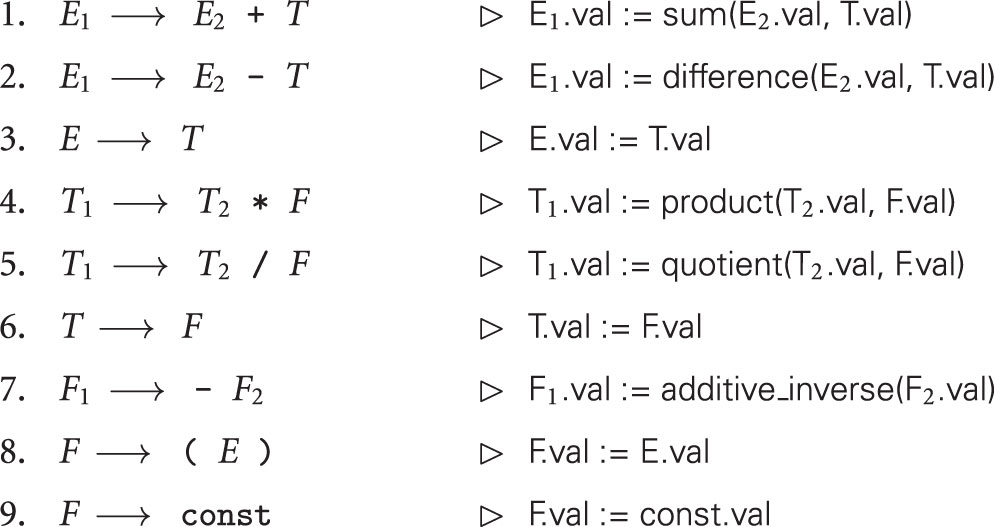 1. E₁ ⟶ E₂ + T ▷ E₁.val := sum(E₂.val, T.val)
2. E₁ ⟶ E₂ - T ▷ E₁.val := difference(E₂.val, T.val)
3. E ⟶ T ▷ E.val := T.val
4. T₁ ⟶ T₂ * F ▷ T₁.val := product(T₂.val, F.val)
5. T₁ ⟶ T₂ / F ▷ T₁.val := quotient(T₂.val, F.val)
6. T ⟶ F ▷ T.val := F.val
7. F₁ ⟶ - F₂ ▷ F₁.val := additive_inverse(F₂.val)
8. F ⟶ ( E ) ▷ F.val := E.val
9. F ⟶ const ▷ F.val := const.val